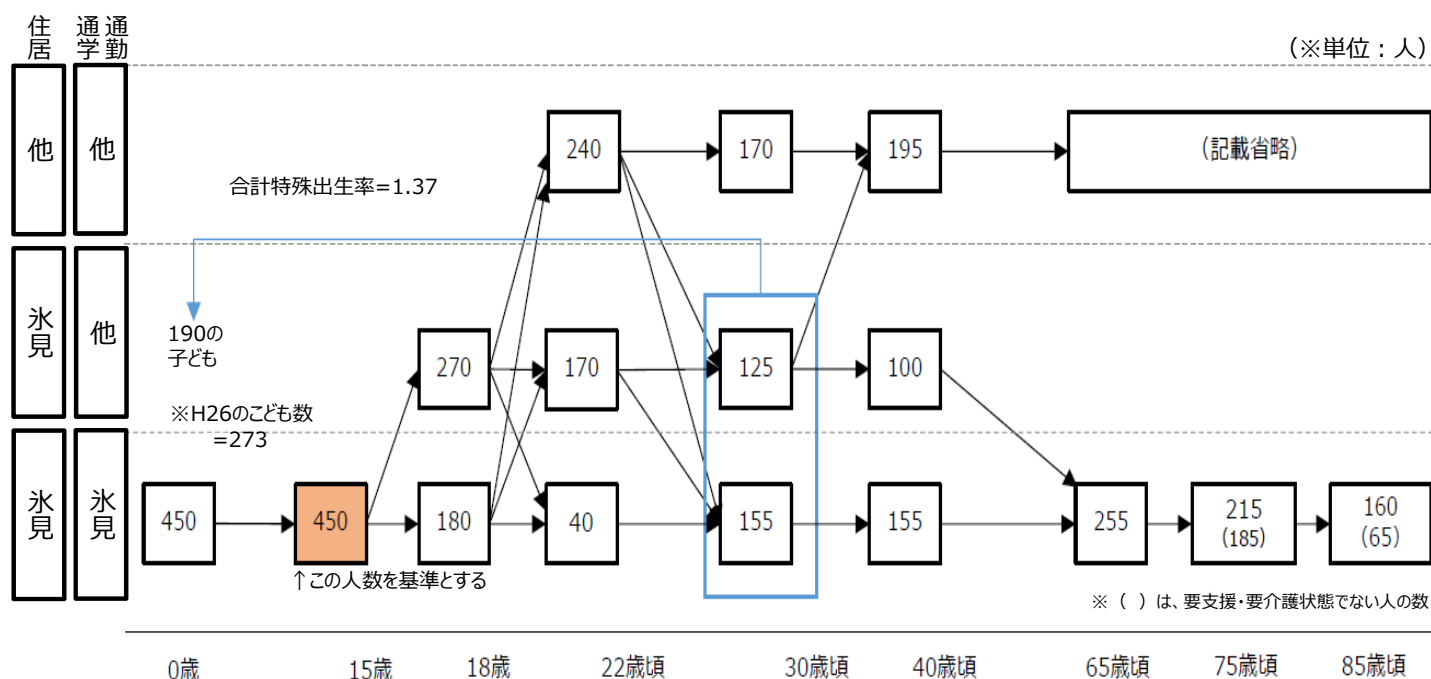 住居
通学
通勤
(※単位：人)
他
他
240
170
195
(記載省略)
合計特殊出生率=1.37
氷見
他
190の
子ども
270
170
125
100
※H26のこども数
=273
氷見
氷見
450
450
180
40
155
155
255
215
(185)
160
(65)
↑この人数を基準とする
※（ ）は、要支援・要介護状態でない人の数
0歳
15歳
18歳
22歳頃
30歳頃
40歳頃
65歳頃
75歳頃
85歳頃